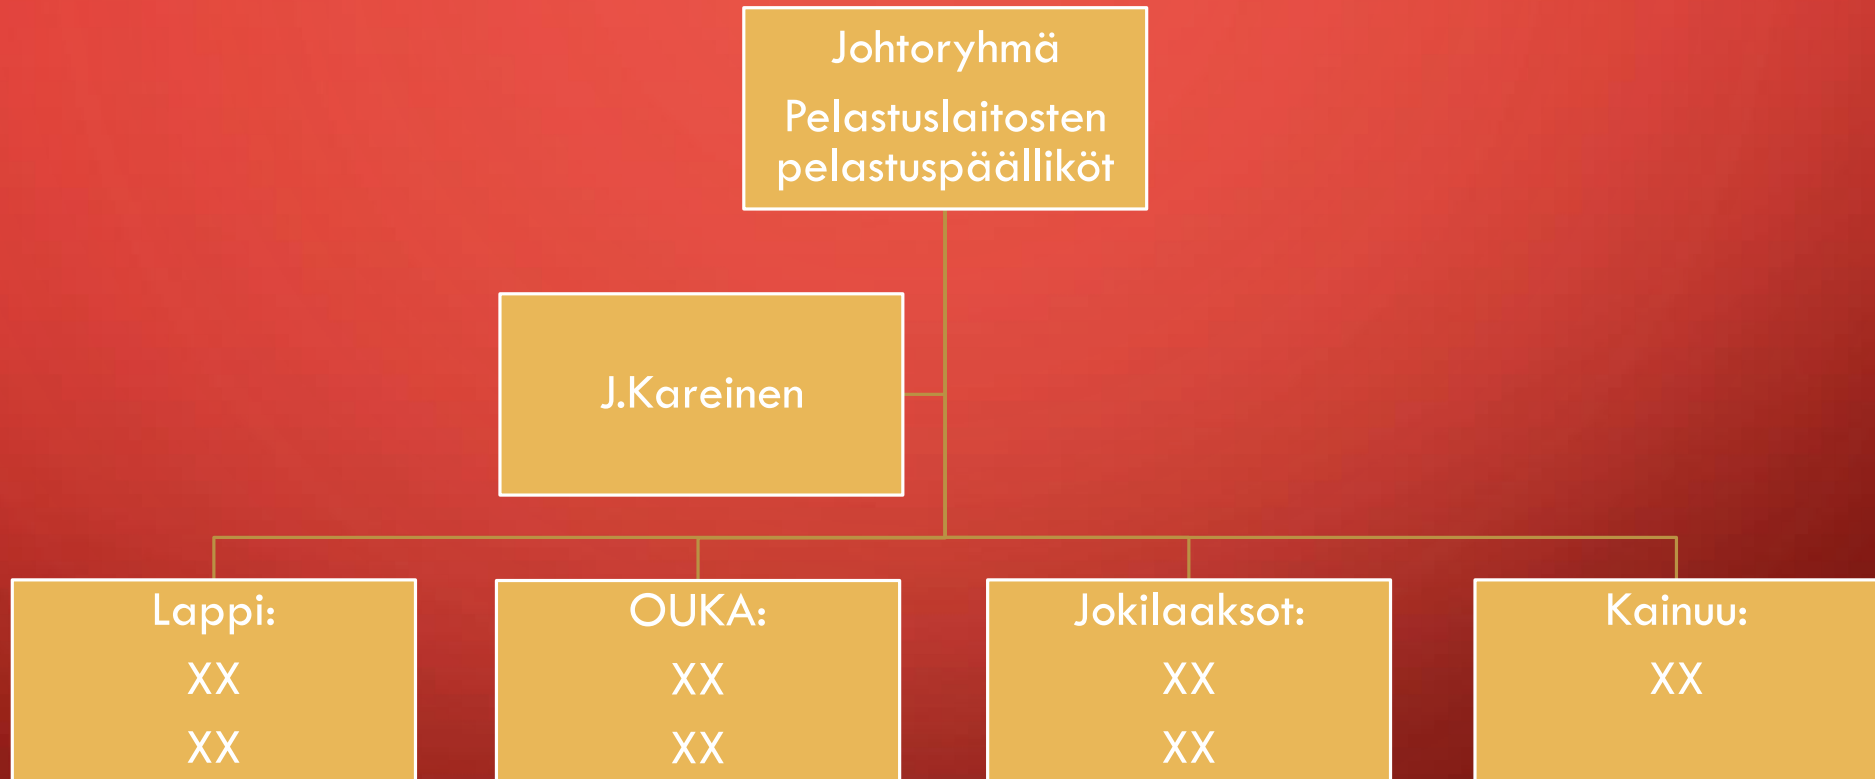 Johtoryhmä
Pelastuslaitosten
pelastuspäälliköt
J.Kareinen
Lappi:
XX
XX
OUKA:
XX
XX
Jokilaaksot:
XX
XX
Kainuu:
XX